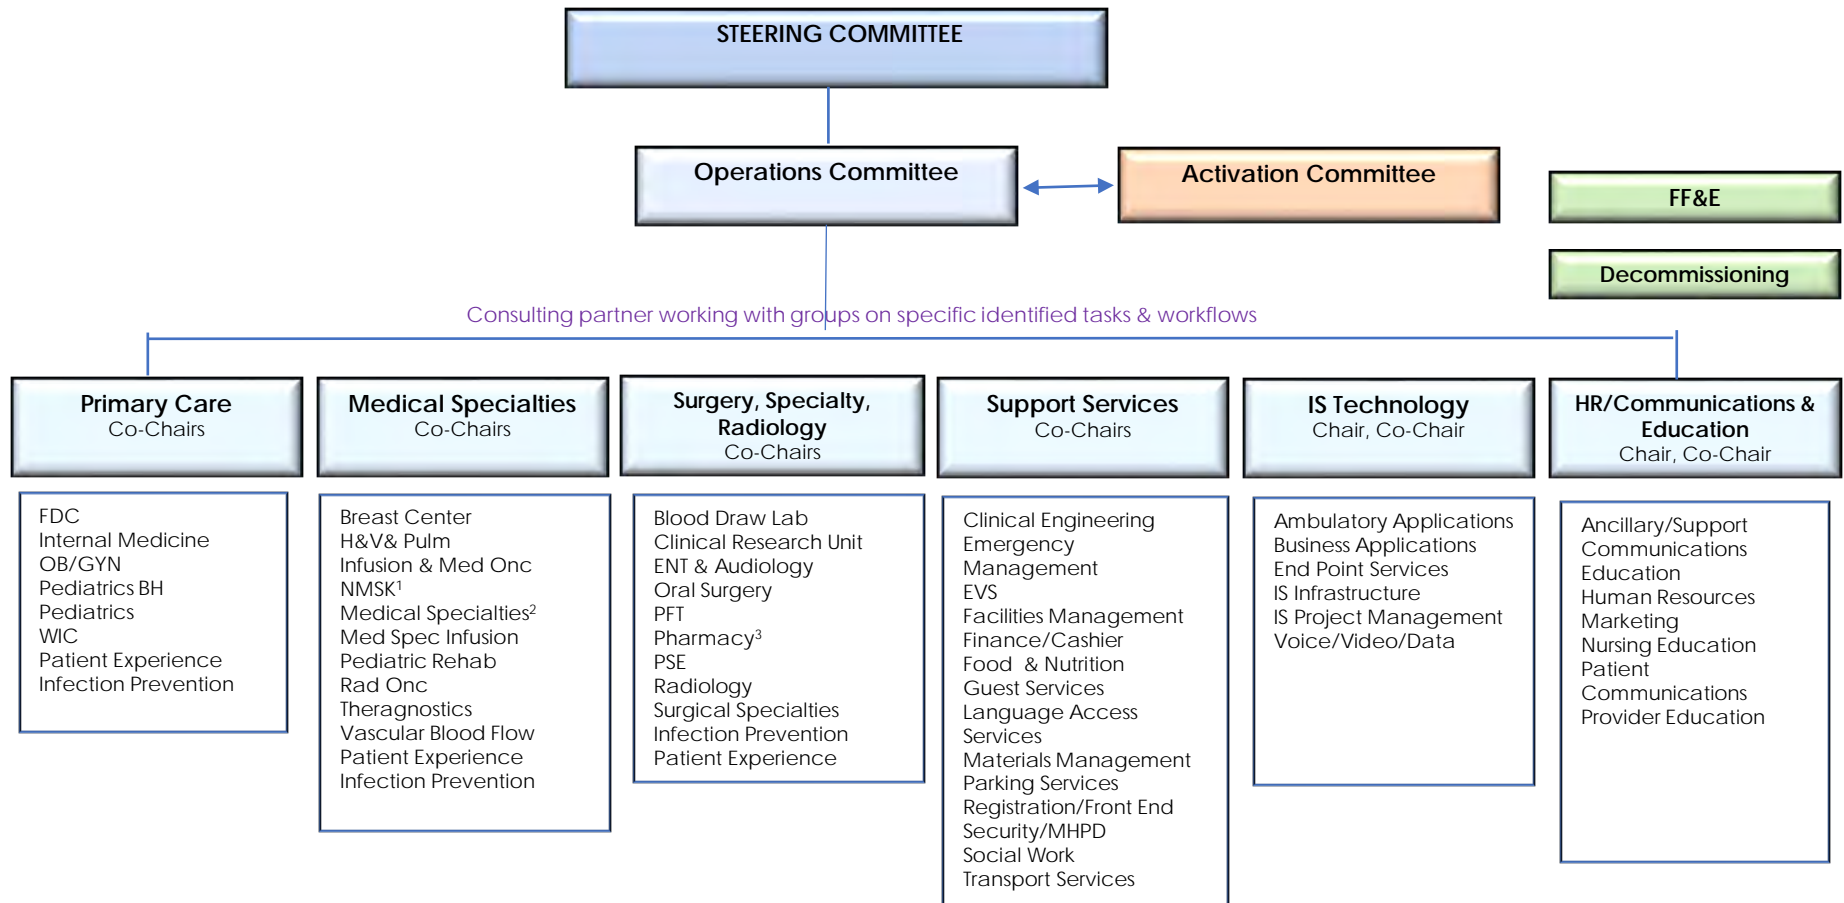 STEERING COMMITTEE
Operations Committee
Activation Committee
FF&E
Decommissioning
Consulting partner working with groups on specific identified tasks & workflows
Primary Care
Co-Chairs
FDC
Internal Medicine
OB/GYN
Pediatrics BH
Pediatrics
WIC
Patient Experience
Infection Prevention
Medical Specialties
Co-Chairs
Breast Center
H&V& Pulm
Infusion & Med Onc
NMSK¹
Medical Specialties²
Med Spec Infusion
Pediatric Rehab
Rad Onc
Theragnostics
Vascular Blood Flow
Patient Experience
Infection Prevention
Surgery, Specialty,
Radiology
Co-Chairs
Blood Draw Lab
Clinical Research Unit
ENT & Audiology
Oral Surgery
PFT
Pharmacy³
PSE
Radiology
Surgical Specialties
Infection Prevention
Patient Experience
Support Services
Co-Chairs
Clinical Engineering
Emergency
Management
EVS
Facilities Management
Finance/Cashier
Food & Nutrition
Guest Services
Language Access
Services
Materials Management
Parking Services
Registration/Front End
Security/MHPD
Social Work
Transport Services
IS Technology
Chair, Co-Chair
Ambulatory Applications
Business Applications
End Point Services
IS Infrastructure
IS Project Management
Voice/Video/Data
HR/Communications &
Education
Chair, Co-Chair
Ancillary/Support
Communications
Education
Human Resources
Marketing
Nursing Education
Patient
Communications
Provider Education